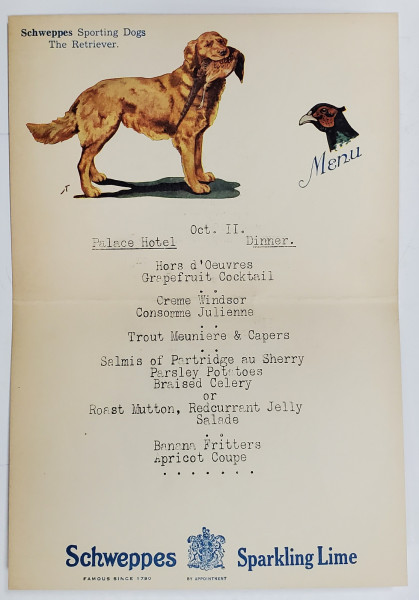 Schweppes Sporting Dogs
The Retriever.
Menu
Oct. II.
Palace Hotel Dinner.
Hors d'Oeuvres
Grapefruit Cocktail
. .
Creme Windsor
Consomme Julienne
. .
Trout Meuniere & Capers
. .
Salmis of Partridge au Sherry
Parsley Potatoes
Braised Celery
or
Roast Mutton, Redcurrant Jelly
Salade
. .
Banana Fritters
Apricot Coupe
. . . . . . .
Schweppes Sparkling Lime
FAMOUS SINCE 1790 BY APPOINTMENT